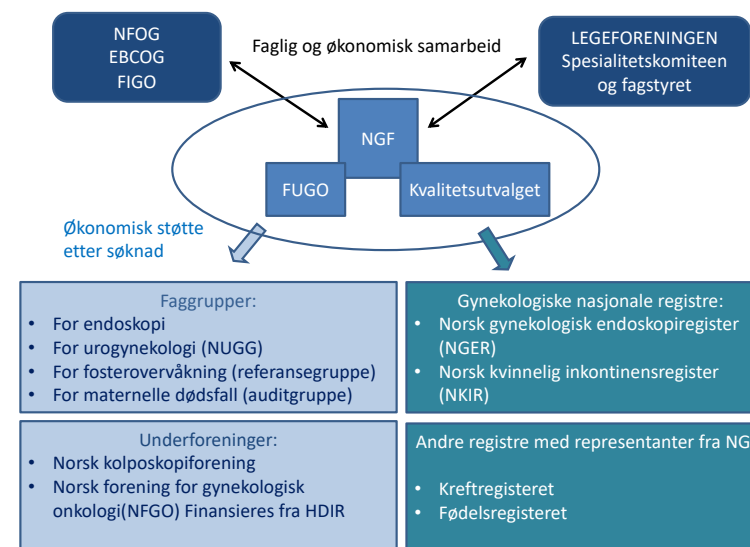 NFOG
EBCOG
FIGO
Faglig og økonomisk samarbeid
LEGEFORENINGEN
Spesialitetskomiteen
og fagstyret
NGF
FUGO
Kvalitetsutvalget
Økonomisk støtte
etter søknad
Faggrupper:
• For endoskopi
• For urogynekologi (NUGG)
• For fosterovervåkning (referansegruppe)
• For maternelle dødsfall (auditgruppe)
Gynekologiske nasjonale registre:
• Norsk gynekologisk endoskopiregister
(NGER)
• Norsk kvinnelig inkontinensregister
(NKIR)
Underforeninger:
• Norsk kolposkopiforening
• Norsk forening for gynekologisk
onkologi(NFGO) Finansieres fra HDIR
Andre registre med representanter fra NG
• Kreftregisteret
• Fødelsregisteret